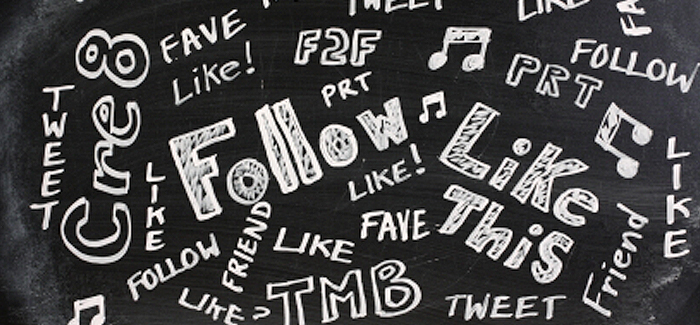 TWEET
LIKE
FA
FAVE
F2F
FOLLOW
Like!
PRT
PRT
Cre8
TWEET
Follow
Like
This
LIKE!
LIKE
LIKE
FAVE
FRIEND
LIKE
FOLLOW
Friend
LIKE?
TMB
TWEET